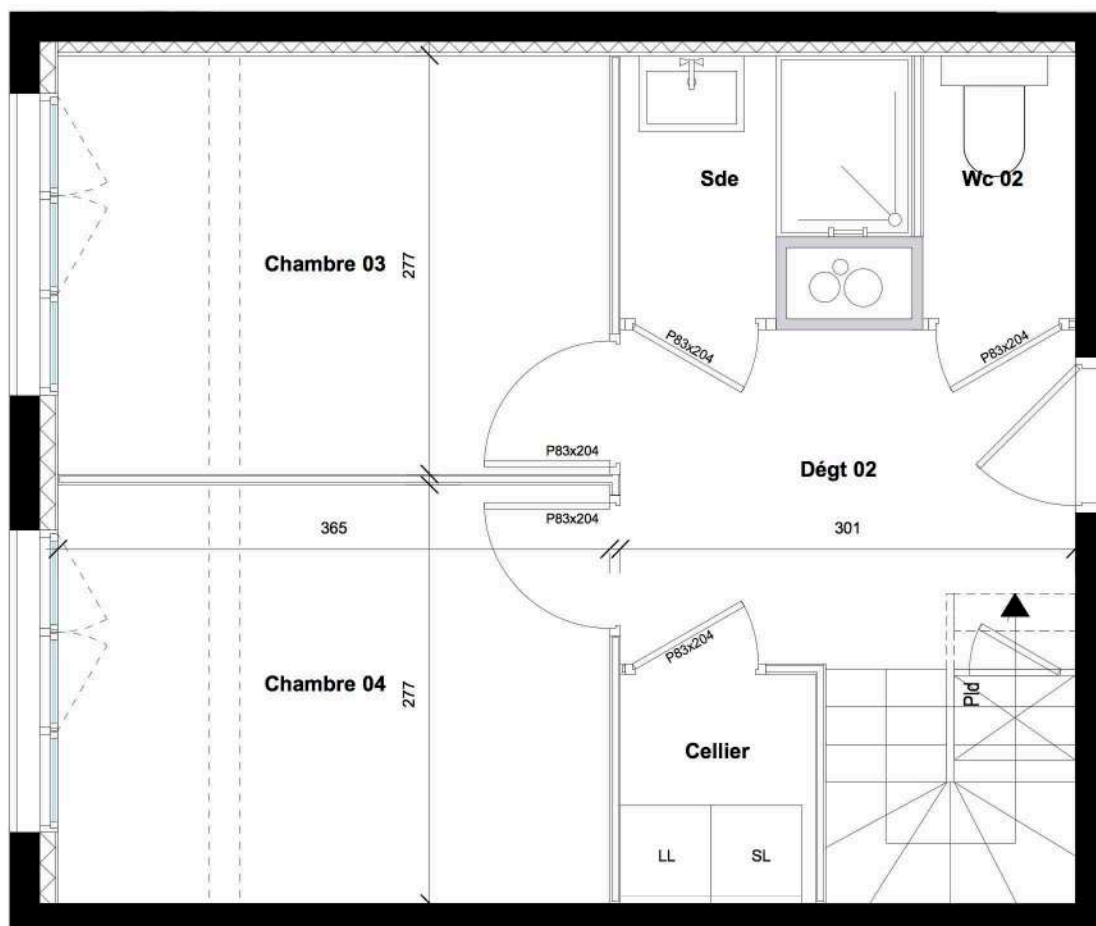 Sde
Wc 02
Chambre 03
277
P83x204
P83x204
P83x204
Dégt 02
P83x204
365
301
P83x204
Chambre 04
277
Pld
Cellier
LL
SL